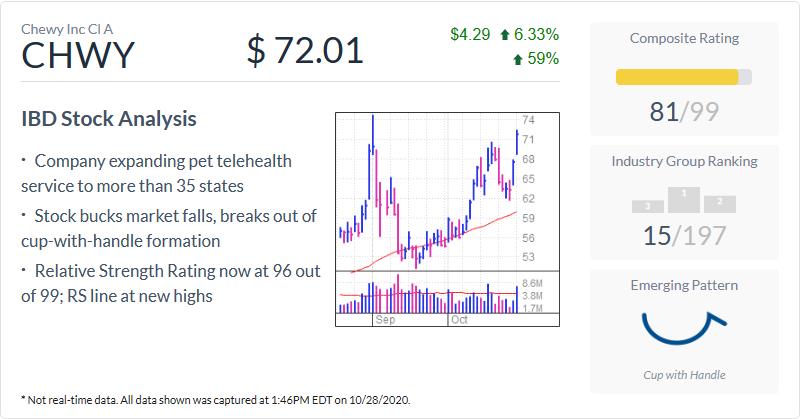 Chewy Inc Cl A
CHWY
$ 72.01
$4.29 6.33%
59%
IBD Stock Analysis
· Company expanding pet telehealth
service to more than 35 states
· Stock bucks market falls, breaks out of
cup-with-handle formation
· Relative Strength Rating now at 96 out
of 99; RS line at new highs
74
71
68
65
62
59
56
53
8.6M
3.8M
1.7M
Sep Oct
Composite Rating
81/99
Industry Group Ranking
3 1 2
15/197
Emerging Pattern
Cup with Handle
* Not real-time data. All data shown was captured at 1:46PM EDT on 10/28/2020.